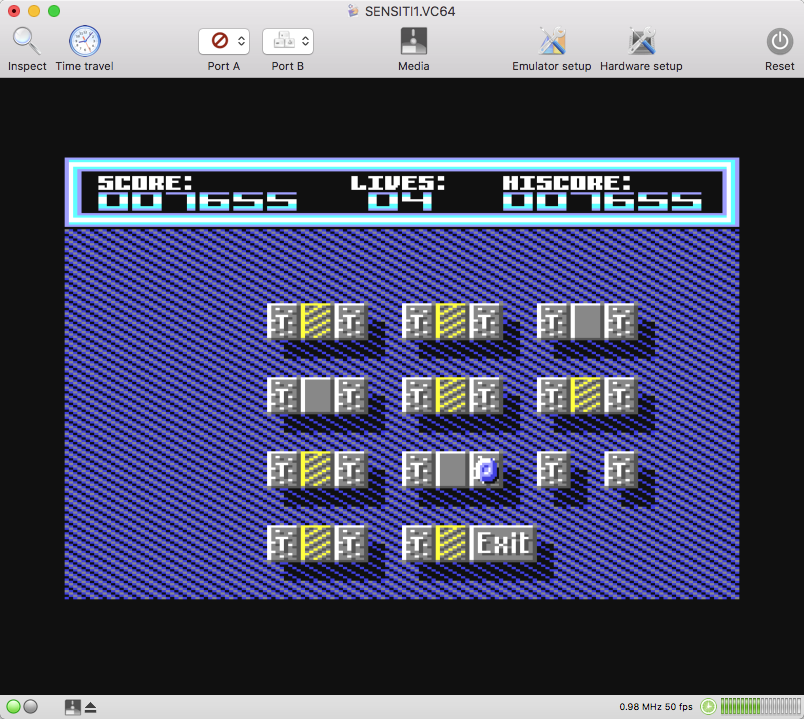 SENSITI1.VC64
Inspect Time travel Port A Port B Media Emulator setup Hardware setup Reset
SCORE: LIVES: HISCORE:
007655 04 007655
T T T T T T
T T T T T T
T T T T T
T T T Exit
0.98 MHz 50 fps